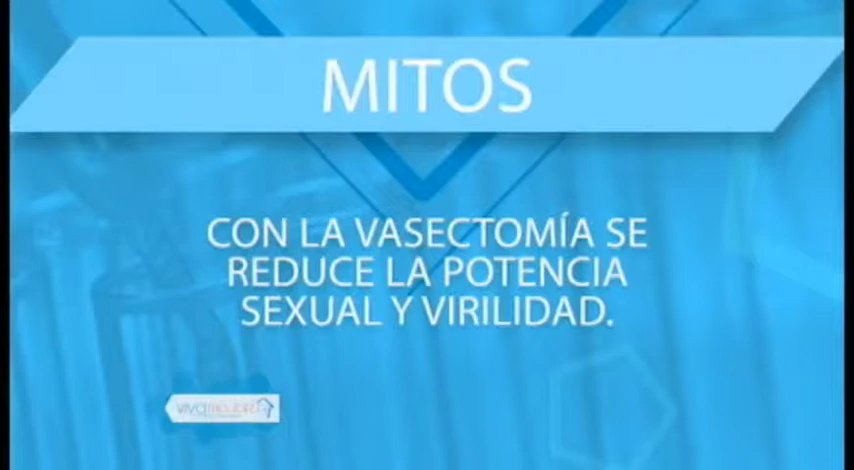 MITOS
CON LA VASECTOMÍA SE
REDUCE LA POTENCIA
SEXUAL Y VIRILIDAD.